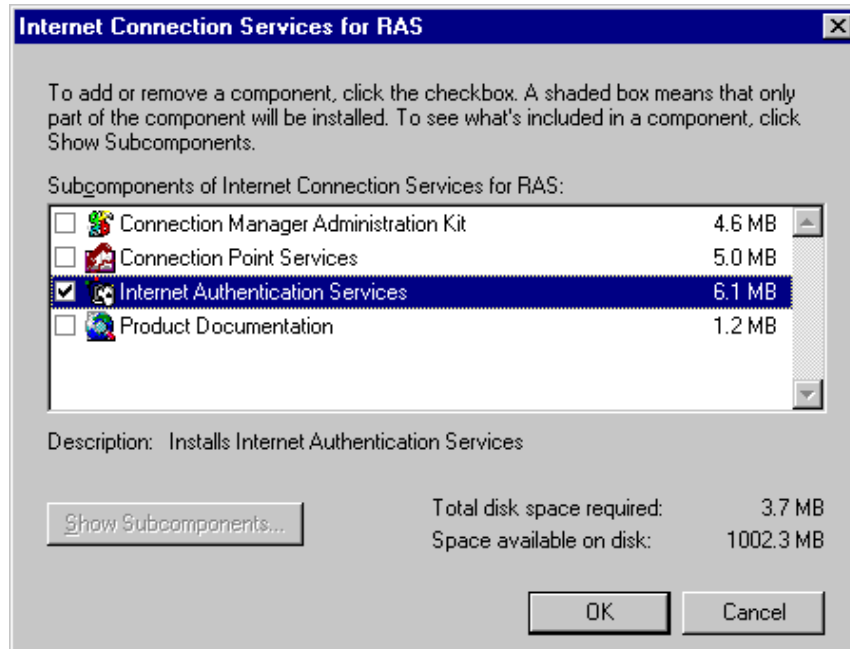 Internet Connection Services for RAS
To add or remove a component, click the checkbox. A shaded box means that only
part of the component will be installed. To see what's included in a component, click
Show Subcomponents.
Subcomponents of Internet Connection Services for RAS:
Connection Manager Administration Kit 4.6 MB
Connection Point Services 5.0 MB
Internet Authentication Services 6.1 MB
Product Documentation 1.2 MB
Description: Installs Internet Authentication Services
Show Subcomponents...
Total disk space required: 3.7 MB
Space available on disk: 1002.3 MB
OK Cancel